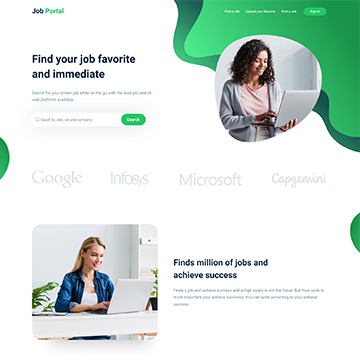 Job Portal
Find a Job Upload your Resume Post a Job Sign In
Find your job favorite
and immediate
Search for your dream job while on the go with the best job search
web platform available.
Search by skill, job and company
Search
Google Infosys Microsoft Capgemini
Finds million of jobs and
achieve success
Finds a job and achieve success and a high salary is not the Value. But Your work is
most important your achieve success. You can work according to your achieve
success.